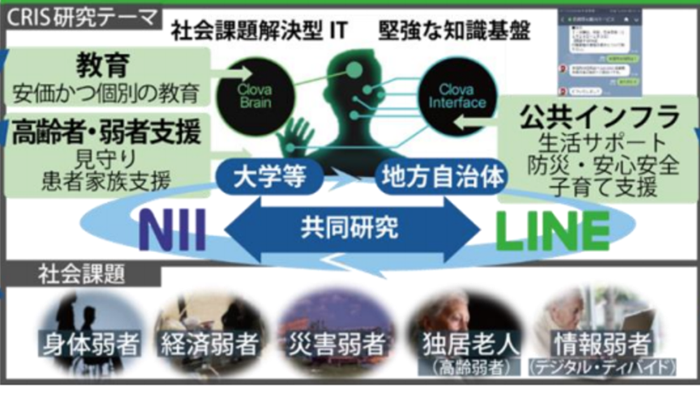 CRIS研究テーマ
社会課題解決型 IT 堅強な知識基盤
教育
安価かつ個別の教育
Clova
Brain
Clova
Interface
高齢者・弱者支援
見守り
患者家族支援
公共インフラ
生活サポート
防災・安心安全
子育て支援
大学等
地方自治体
NII
共同研究
LINE
社会課題
身体弱者
経済弱者
災害弱者
独居老人
(高齢弱者)
情報弱者
(デジタル・ディバイド)